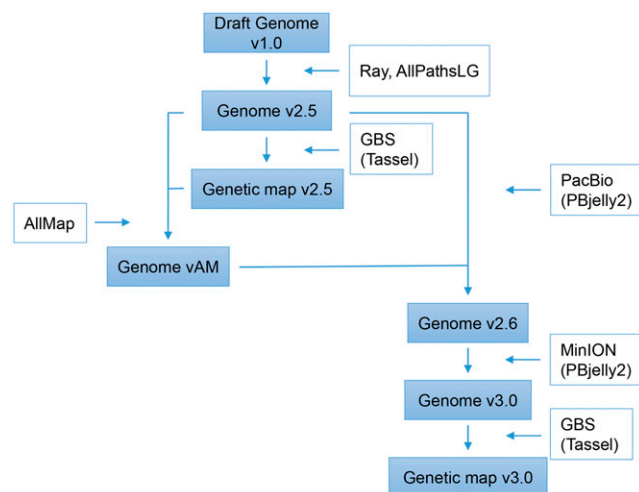 Draft Genome
v1.0
Ray, AllPathsLG
Genome v2.5
GBS
(Tassel)
Genetic map v2.5
PacBio
(PBjelly2)
AllMap
Genome vAM
Genome v2.6
MinION
(PBjelly2)
Genome v3.0
GBS
(Tassel)
Genetic map v3.0